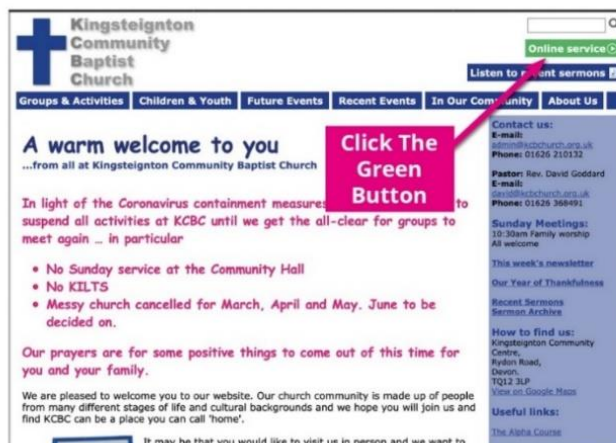 Kingsteignton
Community
Baptist
Church
Online service
Listen to recent sermons
Groups & Activities Children & Youth Future Events Recent Events In Our Community About Us
A warm welcome to you
...from all at Kingsteignton Community Baptist Church
Click The
Green
Button
In light of the Coronavirus containment measures to
suspend all activities at KCBC until we get the all-clear for groups to
meet again ... in particular
• No Sunday service at the Community Hall
• No KILTS
• Messy church cancelled for March, April and May. June to be
decided on.
Our prayers are for some positive things to come out of this time for
you and your family.
We are pleased to welcome you to our website. Our church community is made up of people
from many different stages of life and cultural backgrounds and we hope you will join us and
find KCBC can be a place you can call 'home'.
It may be that you would like to visit us in person and we want to
Contact us:
E-mail:
admin@kcbchurch.org.uk
Phone: 01626 210132
Pastor: Rev. David Goddard
E-mail:
david@kcbchurch.org.uk
Phone: 01626 368491
Sunday Meetings:
10:30am Family worship
All welcome
This week's newsletter
Our Year of Thankfulness
Recent Sermons
Sermon Archive
How to find us:
Kingsteignton Community
Centre,
Rydon Road,
Devon.
TQ12 3LP
View on Google Maps
Useful links:
The Alpha Course